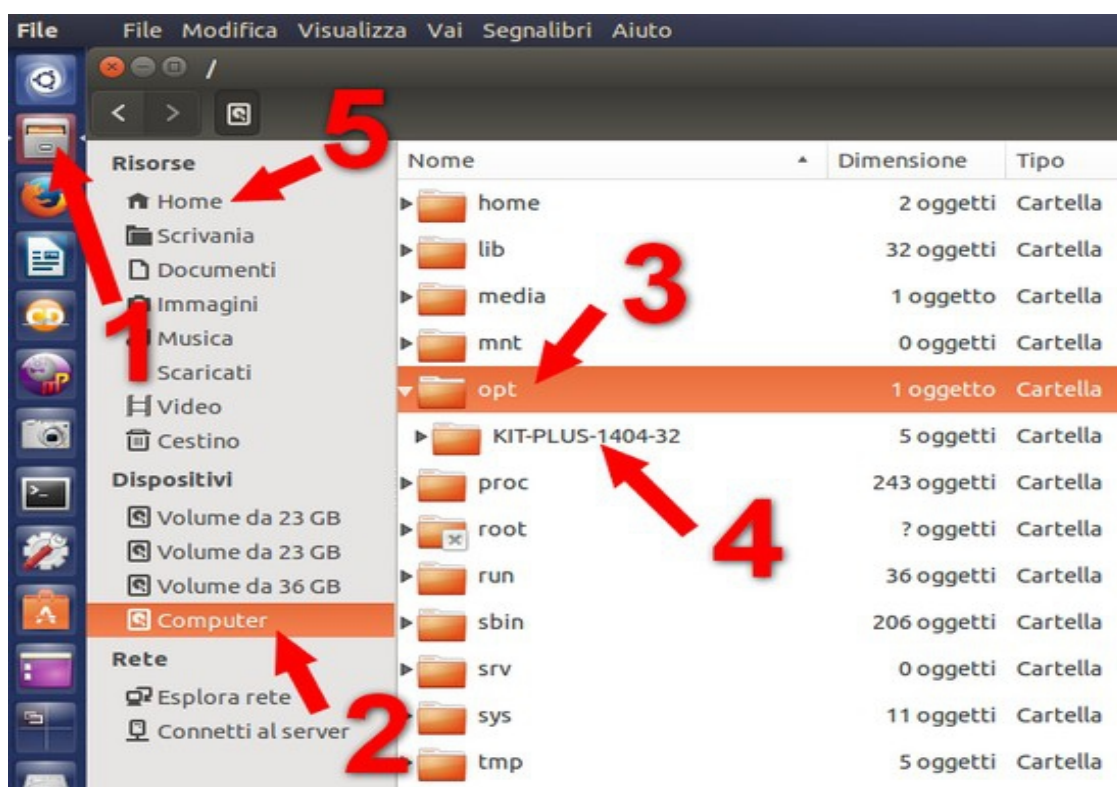 File File Modifica Visualizza Vai Segnalibri Aiuto
/
5
Risorse
Home
Scrivania
Documenti
Immagini
Musica
Scaricati
Video
Cestino
Dispositivi
Volume da 23 GB
Volume da 23 GB
Volume da 36 GB
Computer
Rete
Esplora rete
Connetti al server
1
2
Nome Dimensione Tipo
home 2 oggetti Cartella
lib 32 oggetti Cartella
media 1 oggetto Cartella
mnt 0 oggetti Cartella
opt 1 oggetto Cartella
KIT-PLUS-1404-32 5 oggetti Cartella
proc 243 oggetti Cartella
root ? oggetti Cartella
run 36 oggetti Cartella
sbin 206 oggetti Cartella
srv 0 oggetti Cartella
sys 11 oggetti Cartella
tmp 5 oggetti Cartella
3
4
CD
MP